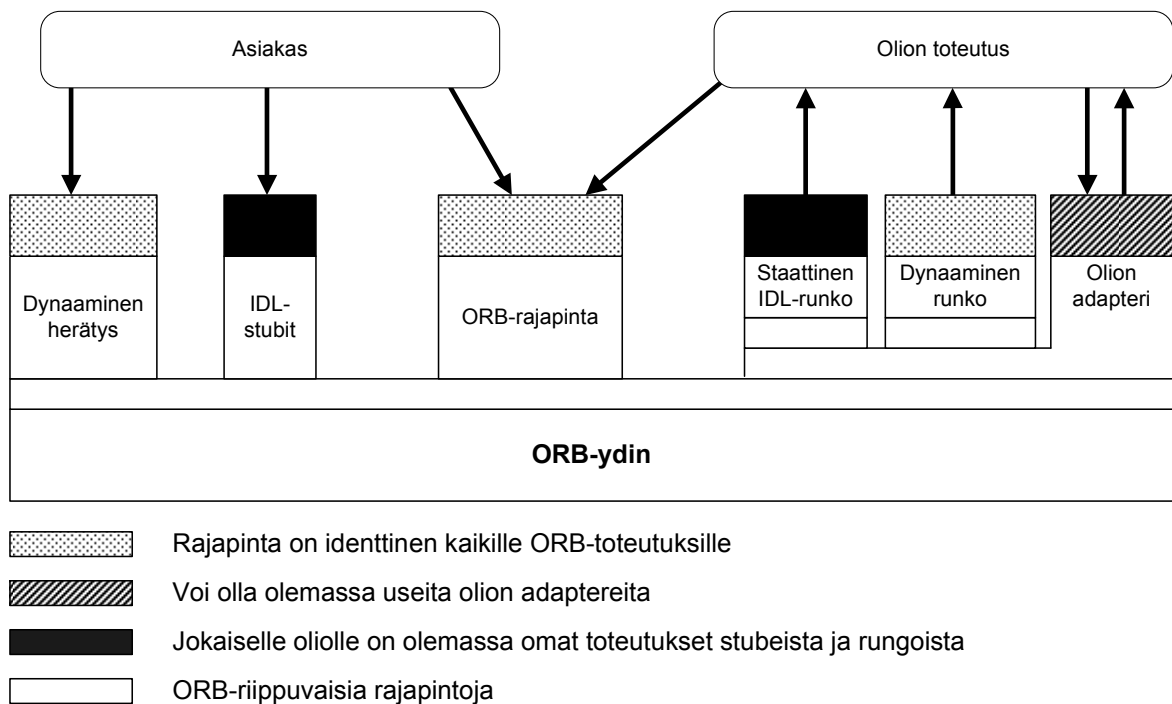 Asiakas
Olion toteutus
Dynaaminen
herätys
IDL-
stubit
ORB-rajapinta
Staattinen
IDL-runko
Dynaaminen
runko
Olion
adapteri
ORB-ydin
Rajapinta on identtinen kaikille ORB-toteutuksille
Voi olla olemassa useita olion adaptereita
Jokaiselle oliolle on olemassa omat toteutukset stubeista ja rungoista
ORB-riippuvaisia rajapintoja